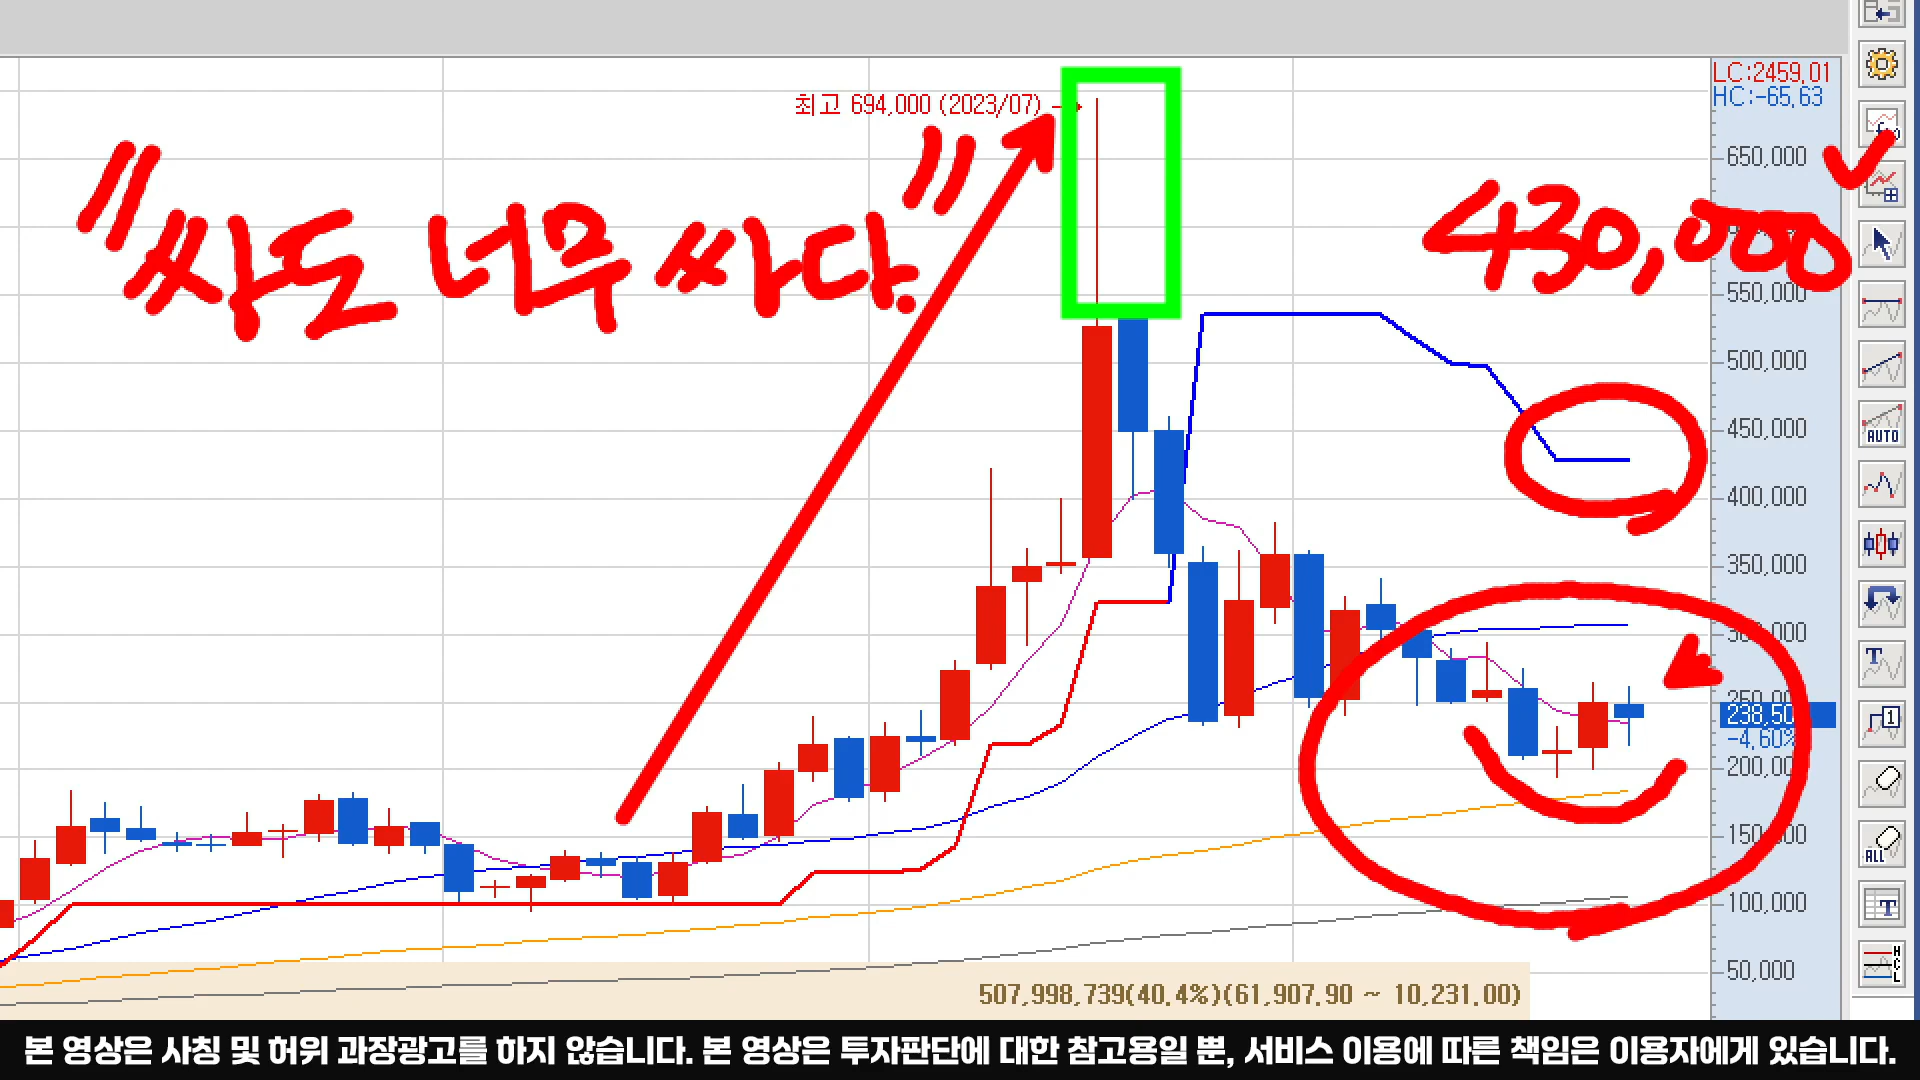 LC:2459.01
HC:-65.63
최고 694,000 (2023/07)
"싸도 너무 싸다."
430,000
650,000
550,000
500,000
450,000
400,000
350,000
238,50
-4.60%
100,000
50,000
507,998,739(40.4%)(61,907.90 ~ 10,231.00)
AUTO
T
1
ALL
T
H
C
L
본 영상은 사칭 및 허위 과장광고를 하지 않습니다. 본 영상은 투자판단에 대한 참고용일 뿐, 서비스 이용에 따른 책임은 이용자에게 있습니다.